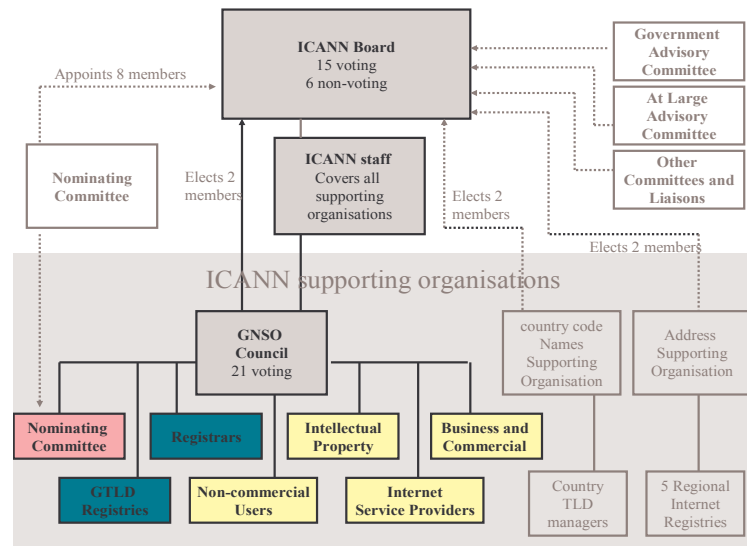 ICANN Board
15 voting
6 non-voting
Government
Advisory
Committee
Appoints 8 members
At Large
Advisory
Committee
Nominating
Committee
Elects 2
members
ICANN staff
Covers all
supporting
organisations
Elects 2
members
Other
Committees and
Liaisons
Elects 2 members
ICANN supporting organisations
GNSO
Council
21 voting
country code
Names
Supporting
Organisation
Address
Supporting
Organisation
Nominating
Committee
Registrars
Intellectual
Property
Business and
Commercial
GTLD
Registries
Non-commercial
Users
Internet
Service Providers
Country
TLD
managers
5 Regional
Internet
Registries